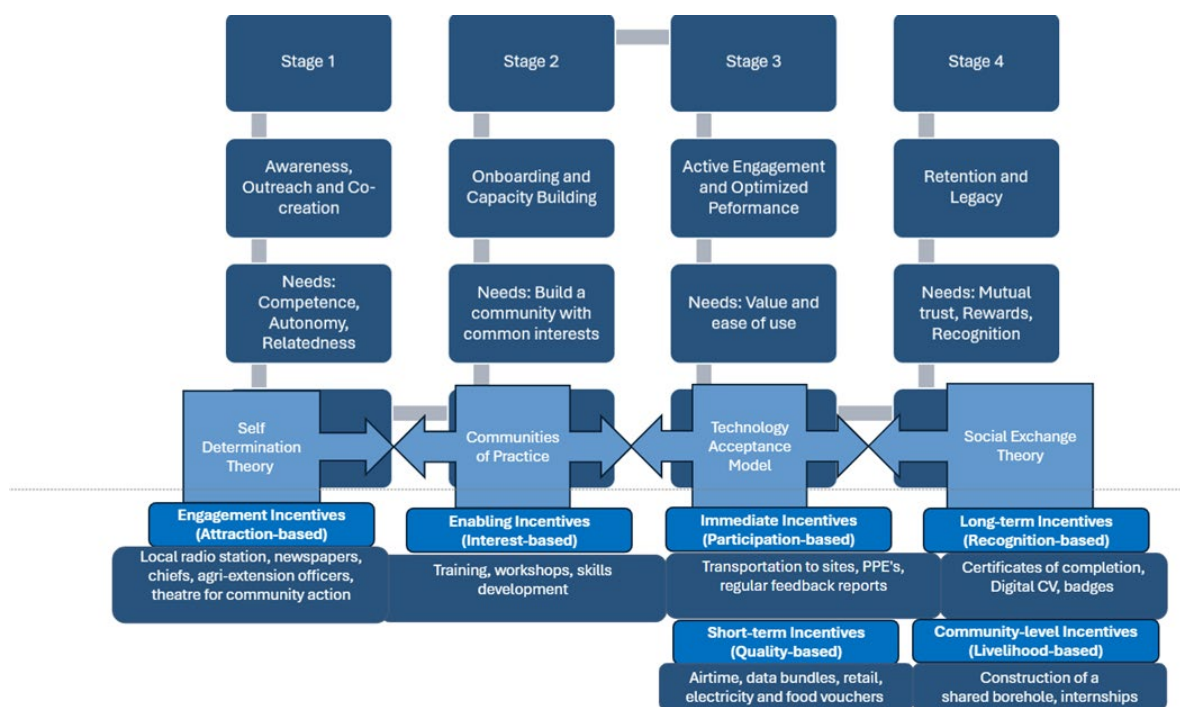 Stage 1
Stage 2
Stage 3
Stage 4
Awareness,
Outreach and Co-
creation
Onboarding and
Capacity Building
Active Engagement
and Optimized
Peformance
Retention and
Legacy
Needs:
Competence,
Autonomy,
Relatedness
Needs: Build a
community with
common interests
Needs: Value and
ease of use
Needs: Mutual
trust, Rewards,
Recognition
Self
Determination
Theory
Communities
of Practice
Technology
Acceptance
Model
Social Exchange
Theory
Engagement Incentives
(Attraction-based)
Local radio station, newspapers,
chiefs, agri-extension officers,
theatre for community action
Enabling Incentives
(Interest-based)
Training, workshops, skills
development
Immediate Incentives
(Participation-based)
Transportation to sites, PPE's,
regular feedback reports
Long-term Incentives
(Recognition-based)
Certificates of completion,
Digital CV, badges
Short-term Incentives
(Quality-based)
Airtime, data bundles, retail,
electricity and food vouchers
Community-level Incentives
(Livelihood-based)
Construction of a
shared borehole, internships